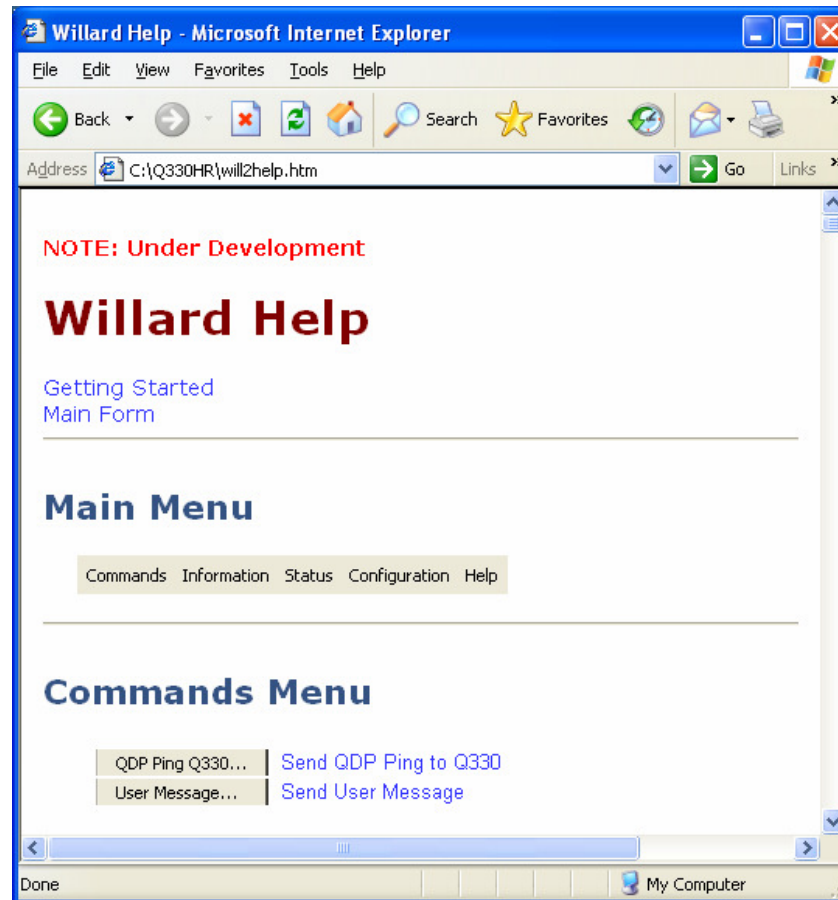 Willard Help - Microsoft Internet Explorer
File Edit View Favorites Tools Help
Back Search Favorites »
Address C:\Q330HR\will2help.htm Go Links »
NOTE: Under Development
Willard Help
Getting Started
Main Form
Main Menu
Commands Information Status Configuration Help
Commands Menu
QDP Ping Q330... Send QDP Ping to Q330
User Message... Send User Message
Done My Computer